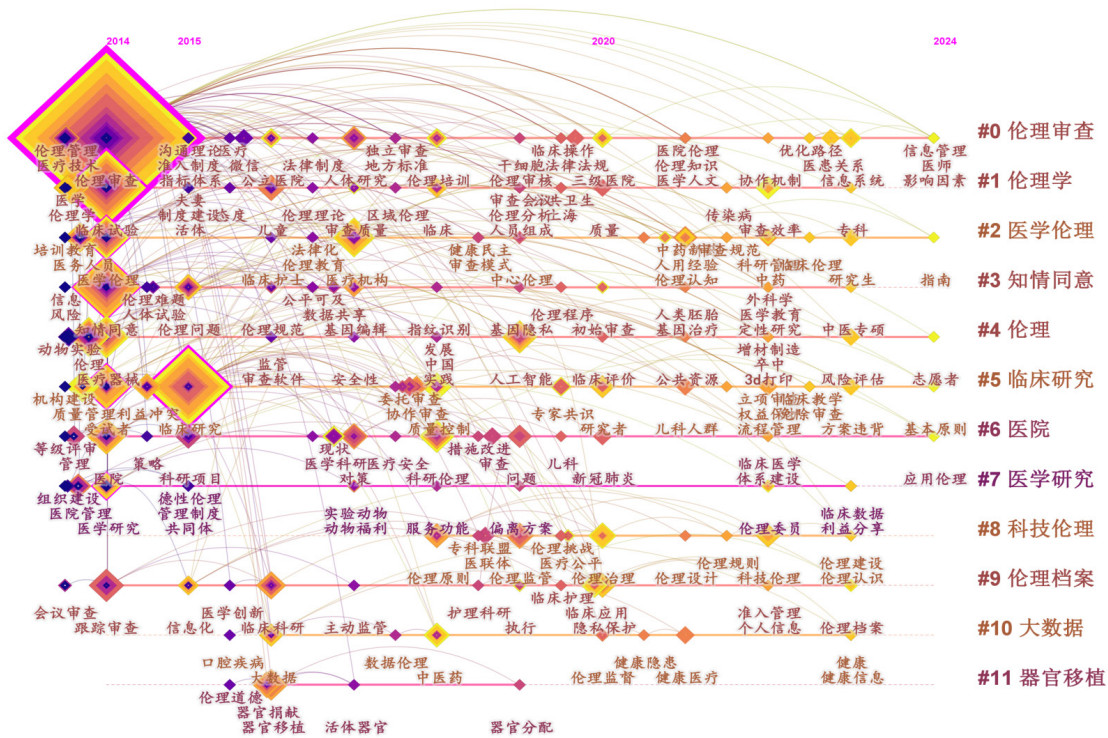 2014 2015 2020 2024
#0 伦理审查
伦理管理 沟通理论 医疗 独立审查 临床操作 医院伦理 优化路径 信息管理
医疗技术 准入制度 微信 法律制度 地方标准 干细胞 法律法规 伦理知识 医患关系 医师
伦理审查 指标体系 公立医院 人体研究 伦理培训 伦理审核 三级医院 医学人文 协作机制 信息系统 影响因素
#1 伦理学
医学 夫妻 审查会议 公共卫生
伦理学 制度建设 态度 伦理理论 区域伦理 伦理分析 上海 传染病
临床试验 活体 儿童 审查质量 临床 人员组成 质量 审查效率 专科
#2 医学伦理
培训教育 法律化 健康民主 中药制剂 审查规范
医务人员 伦理教育 审查模式 人用经验 科研管理 临床伦理
医学伦理 临床护士 医疗机构 中心伦理 伦理认知 中药 研究生 指南
#3 知情同意
信息 伦理难题 公平可及 外科学
风险 人体试验 数据共享 伦理程序 人类胚胎 医学教育
知情同意 伦理问题 伦理规范 基因编辑 指纹识别 基因隐私 初始审查 基因治疗 定性研究 中医专硕
#4 伦理
动物实验 发展 增材制造
伦理 监管 中国 卒中
医疗器械 审查软件 安全性 实践 人工智能 临床评价 公共资源 3d打印 风险评估 志愿者
#5 临床研究
机构建设 委托审查 立项审查 临床教学
质量管理 利益冲突 协作审查 专家共识 权益保护 免除审查
受试者 临床研究 质量控制 研究者 儿科人群 流程管理 方案违背 基本原则
#6 医院
等级评审 现状 措施改进
管理 策略 医学科研 医疗安全 审查 儿科 临床医学
医院 科研项目 对策 科研伦理 问题 新冠肺炎 体系建设 应用伦理
#7 医学研究
组织建设 德性伦理
医院管理 管理制度 实验动物 临床数据
医学研究 共同体 动物福利 服务功能 偏离方案 伦理委员 利益分享
#8 科技伦理
专科联盟 伦理挑战
医联体 医疗公平 伦理规则 伦理建设
伦理原则 伦理监管 伦理治理 伦理设计 科技伦理 伦理认识
#9 伦理档案
临床护理
会议审查 医学创新 护理科研 临床应用 准入管理
跟踪审查 信息化 临床科研 主动监管 执行 隐私保护 个人信息 伦理档案
#10 大数据
口腔疾病 数据伦理 健康隐患 健康
大数据 中医药 伦理监督 健康医疗 健康信息
#11 器官移植
伦理道德
器官捐献
器官移植 活体器官 器官分配